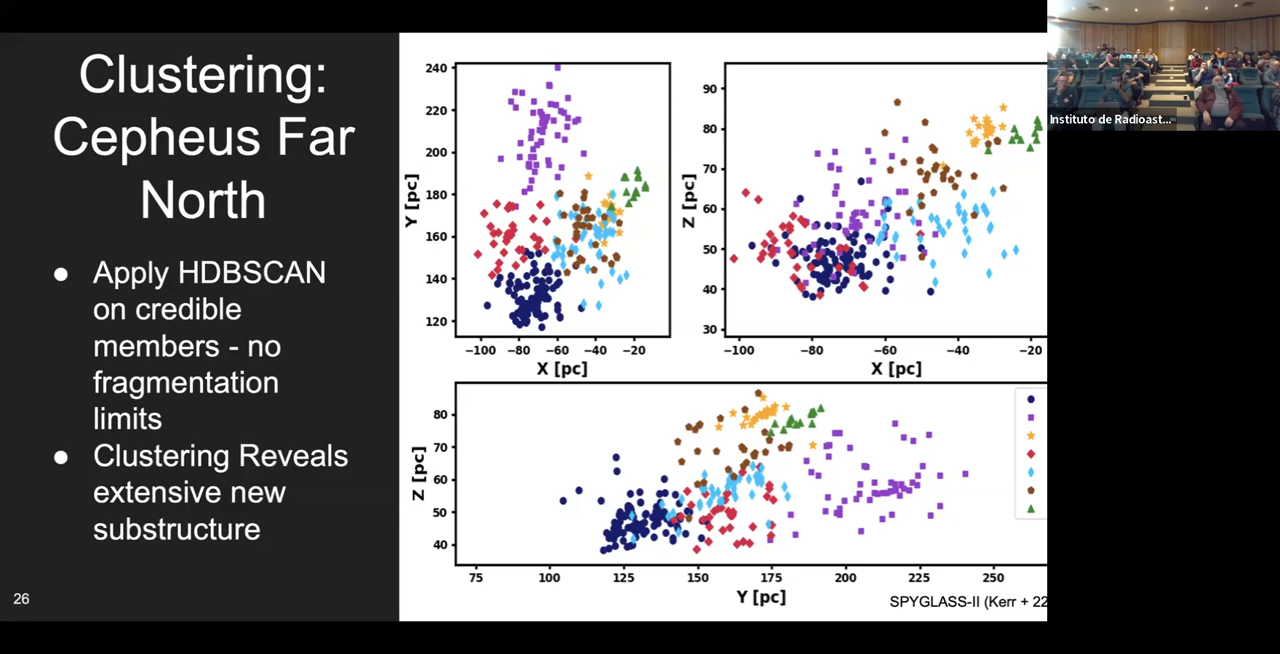 Clustering:
Cepheus Far
North
● Apply HDBSCAN
on credible
members - no
fragmentation
limits
● Clustering Reveals
extensive new
substructure
26
240
220
200
180
160
140
120
Y [pc]
−100 −80 −60 −40 −20
X [pc]
90
80
70
60
50
40
30
Z [pc]
−100 −80 −60 −40 −20
X [pc]
80
70
60
50
40
Z [pc]
75 100 125 150 175 200 225 250
Y [pc]
SPYGLASS-II (Kerr + 22
Instituto de Radioast...